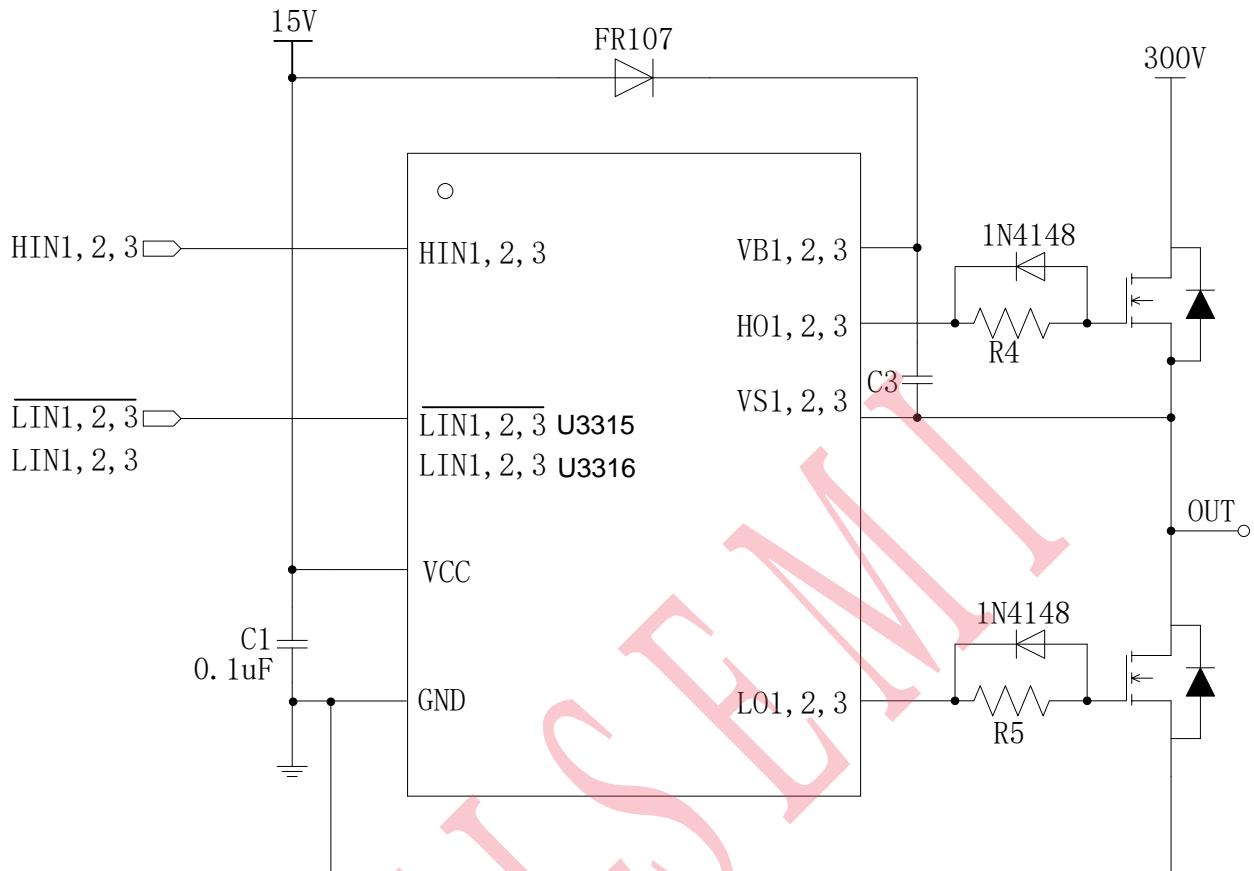 15V
FR107
300V
HIN1,2,3
HIN1,2,3
VB1,2,3
1N4148
HO1,2,3
R4
C3
VS1,2,3
LIN1,2,3
LIN1,2,3 U3315
LIN1,2,3
LIN1,2,3 U3316
OUT
VCC
1N4148
C1
0.1uF
GND
LO1,2,3
R5
LSEMI